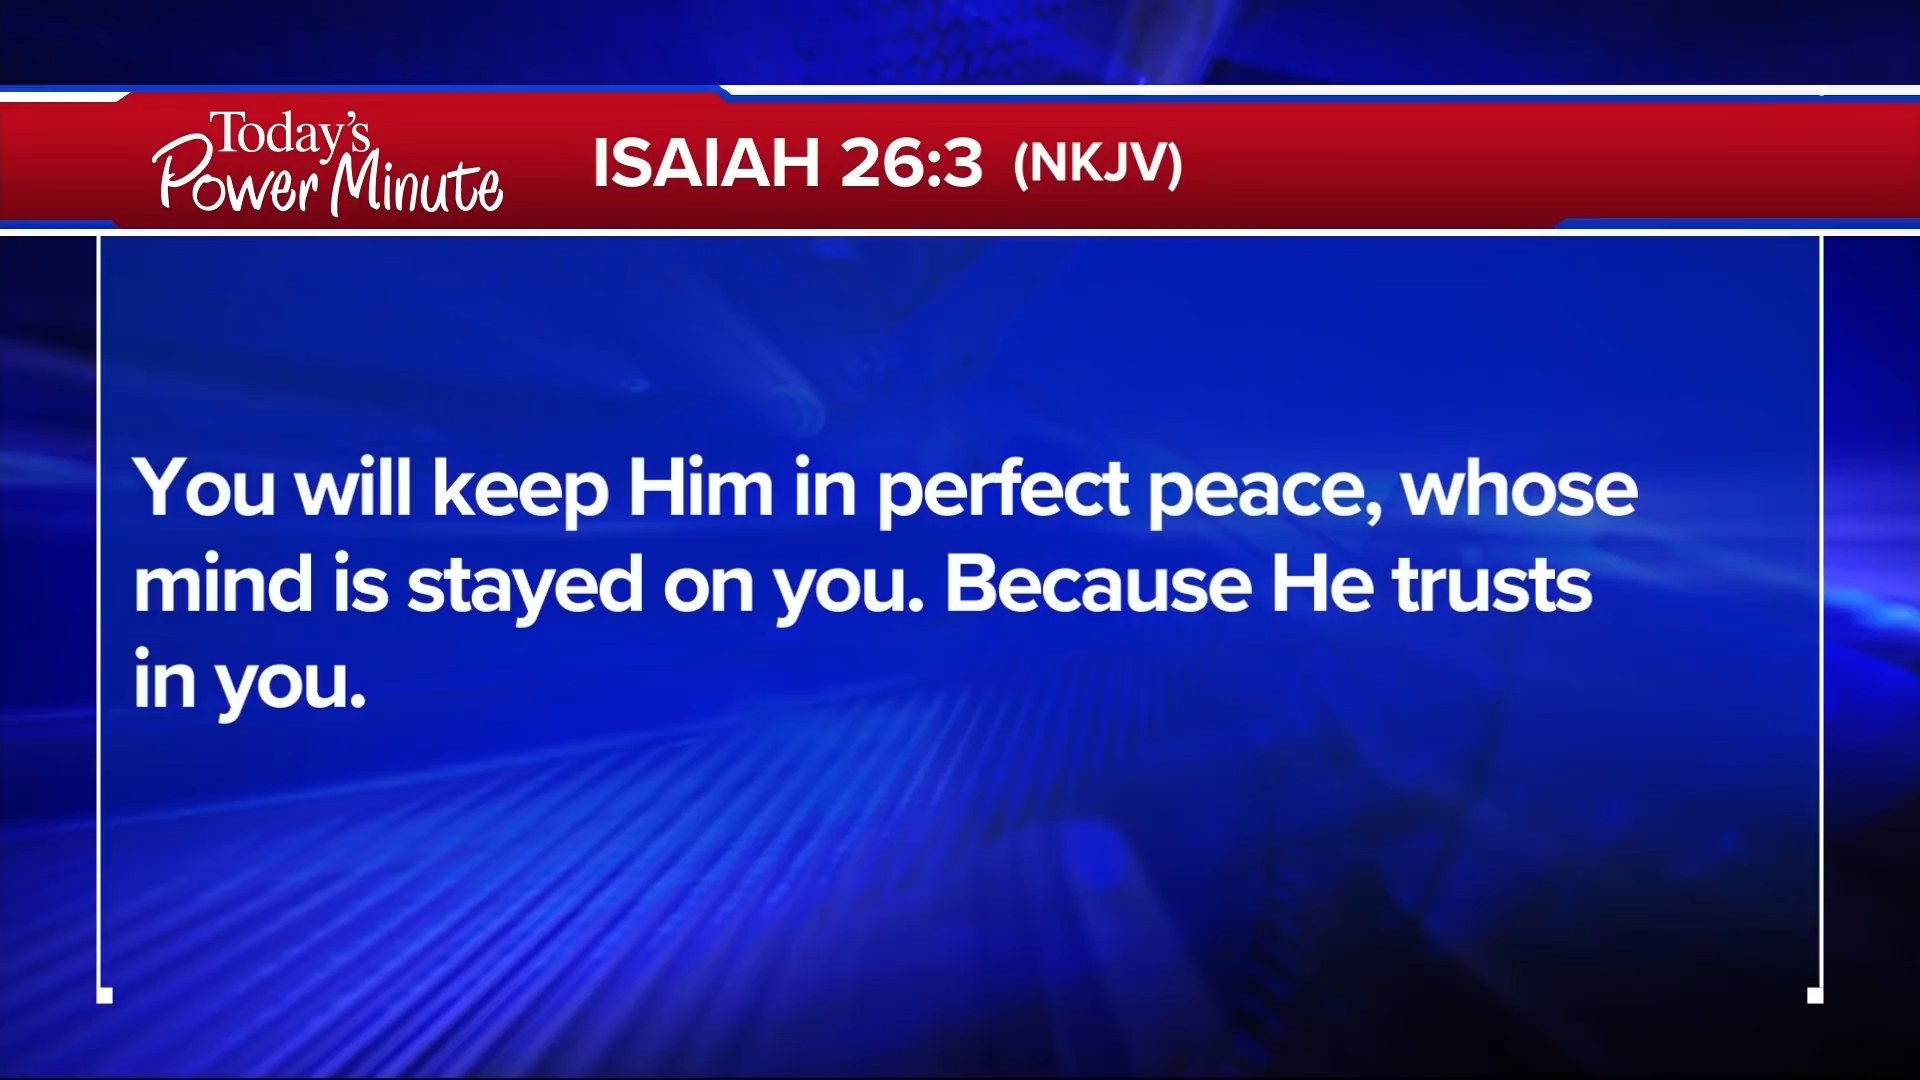 Today's
Power Minute
ISAIAH 26:3 (NKJV)
You will keep Him in perfect peace, whose
mind is stayed on you. Because He trusts
in you.